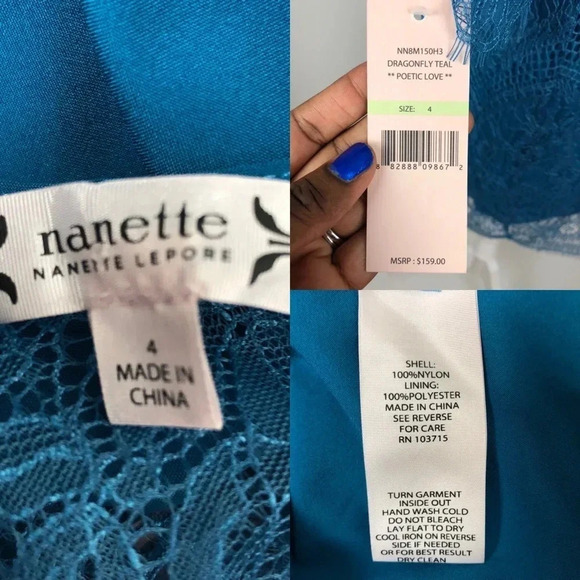 nanette
NANETTE LEPORE
4
MADE IN
CHINA
NN8M150H3
DRAGONFLY TEAL
** POETIC LOVE **
SIZE: 4
82888 09867 2
MSRP : $159.00
SHELL:
100%NYLON
LINING:
100%POLYESTER
MADE IN CHINA
SEE REVERSE
FOR CARE
RN 103715
TURN GARMENT
INSIDE OUT
HAND WASH COLD
DO NOT BLEACH
LAY FLAT TO DRY
COOL IRON ON REVERSE
SIDE IF NEEDED
OR FOR BEST RESULT
DRY CLEAN